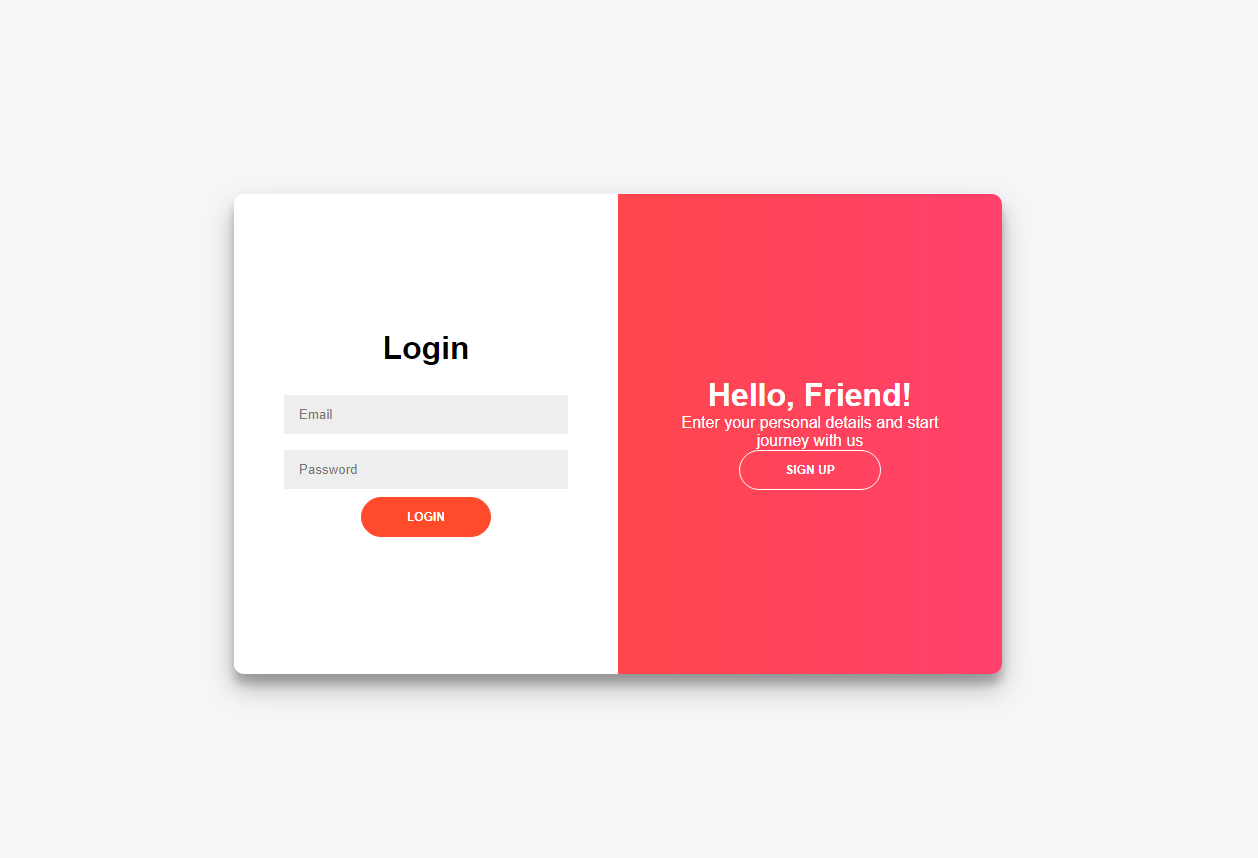 Login
Email
Password
LOGIN
Hello, Friend!
Enter your personal details and start
journey with us
SIGN UP